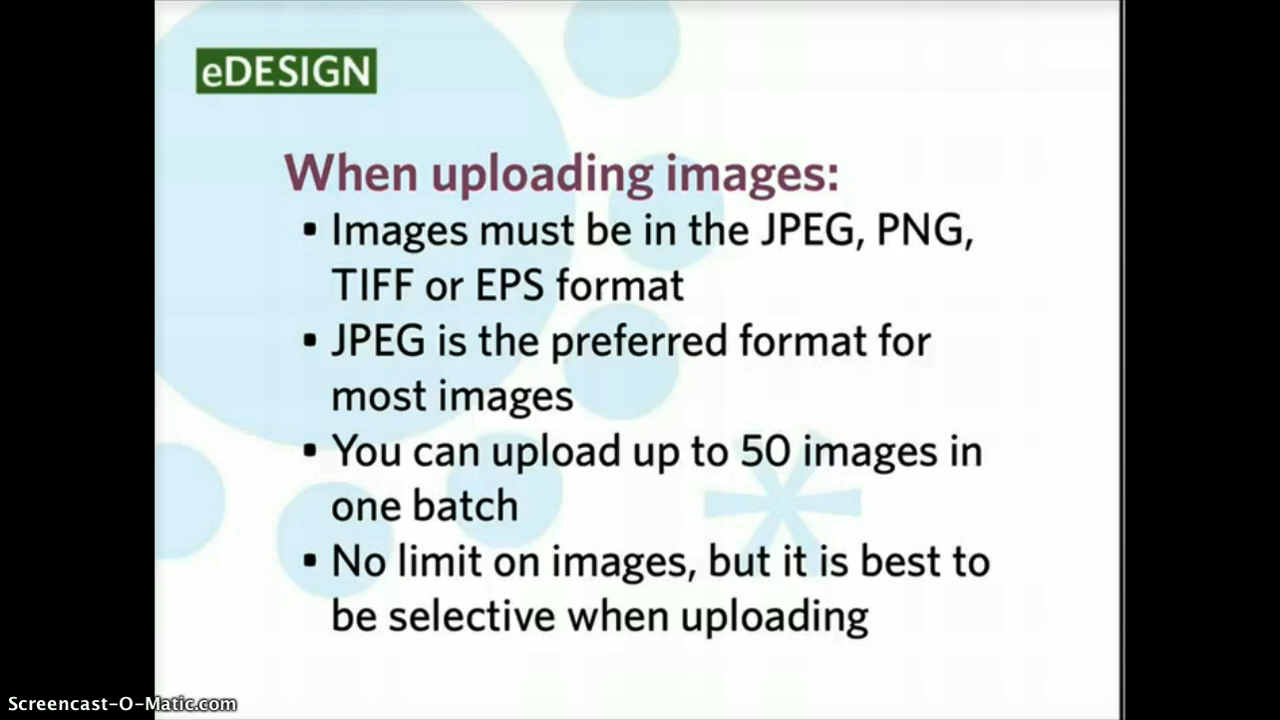 eDESIGN
When uploading images:
▪ Images must be in the JPEG, PNG,
TIFF or EPS format
▪ JPEG is the preferred format for
most images
▪ You can upload up to 50 images in
one batch
▪ No limit on images, but it is best to
be selective when uploading
Screencast-O-Matic.com